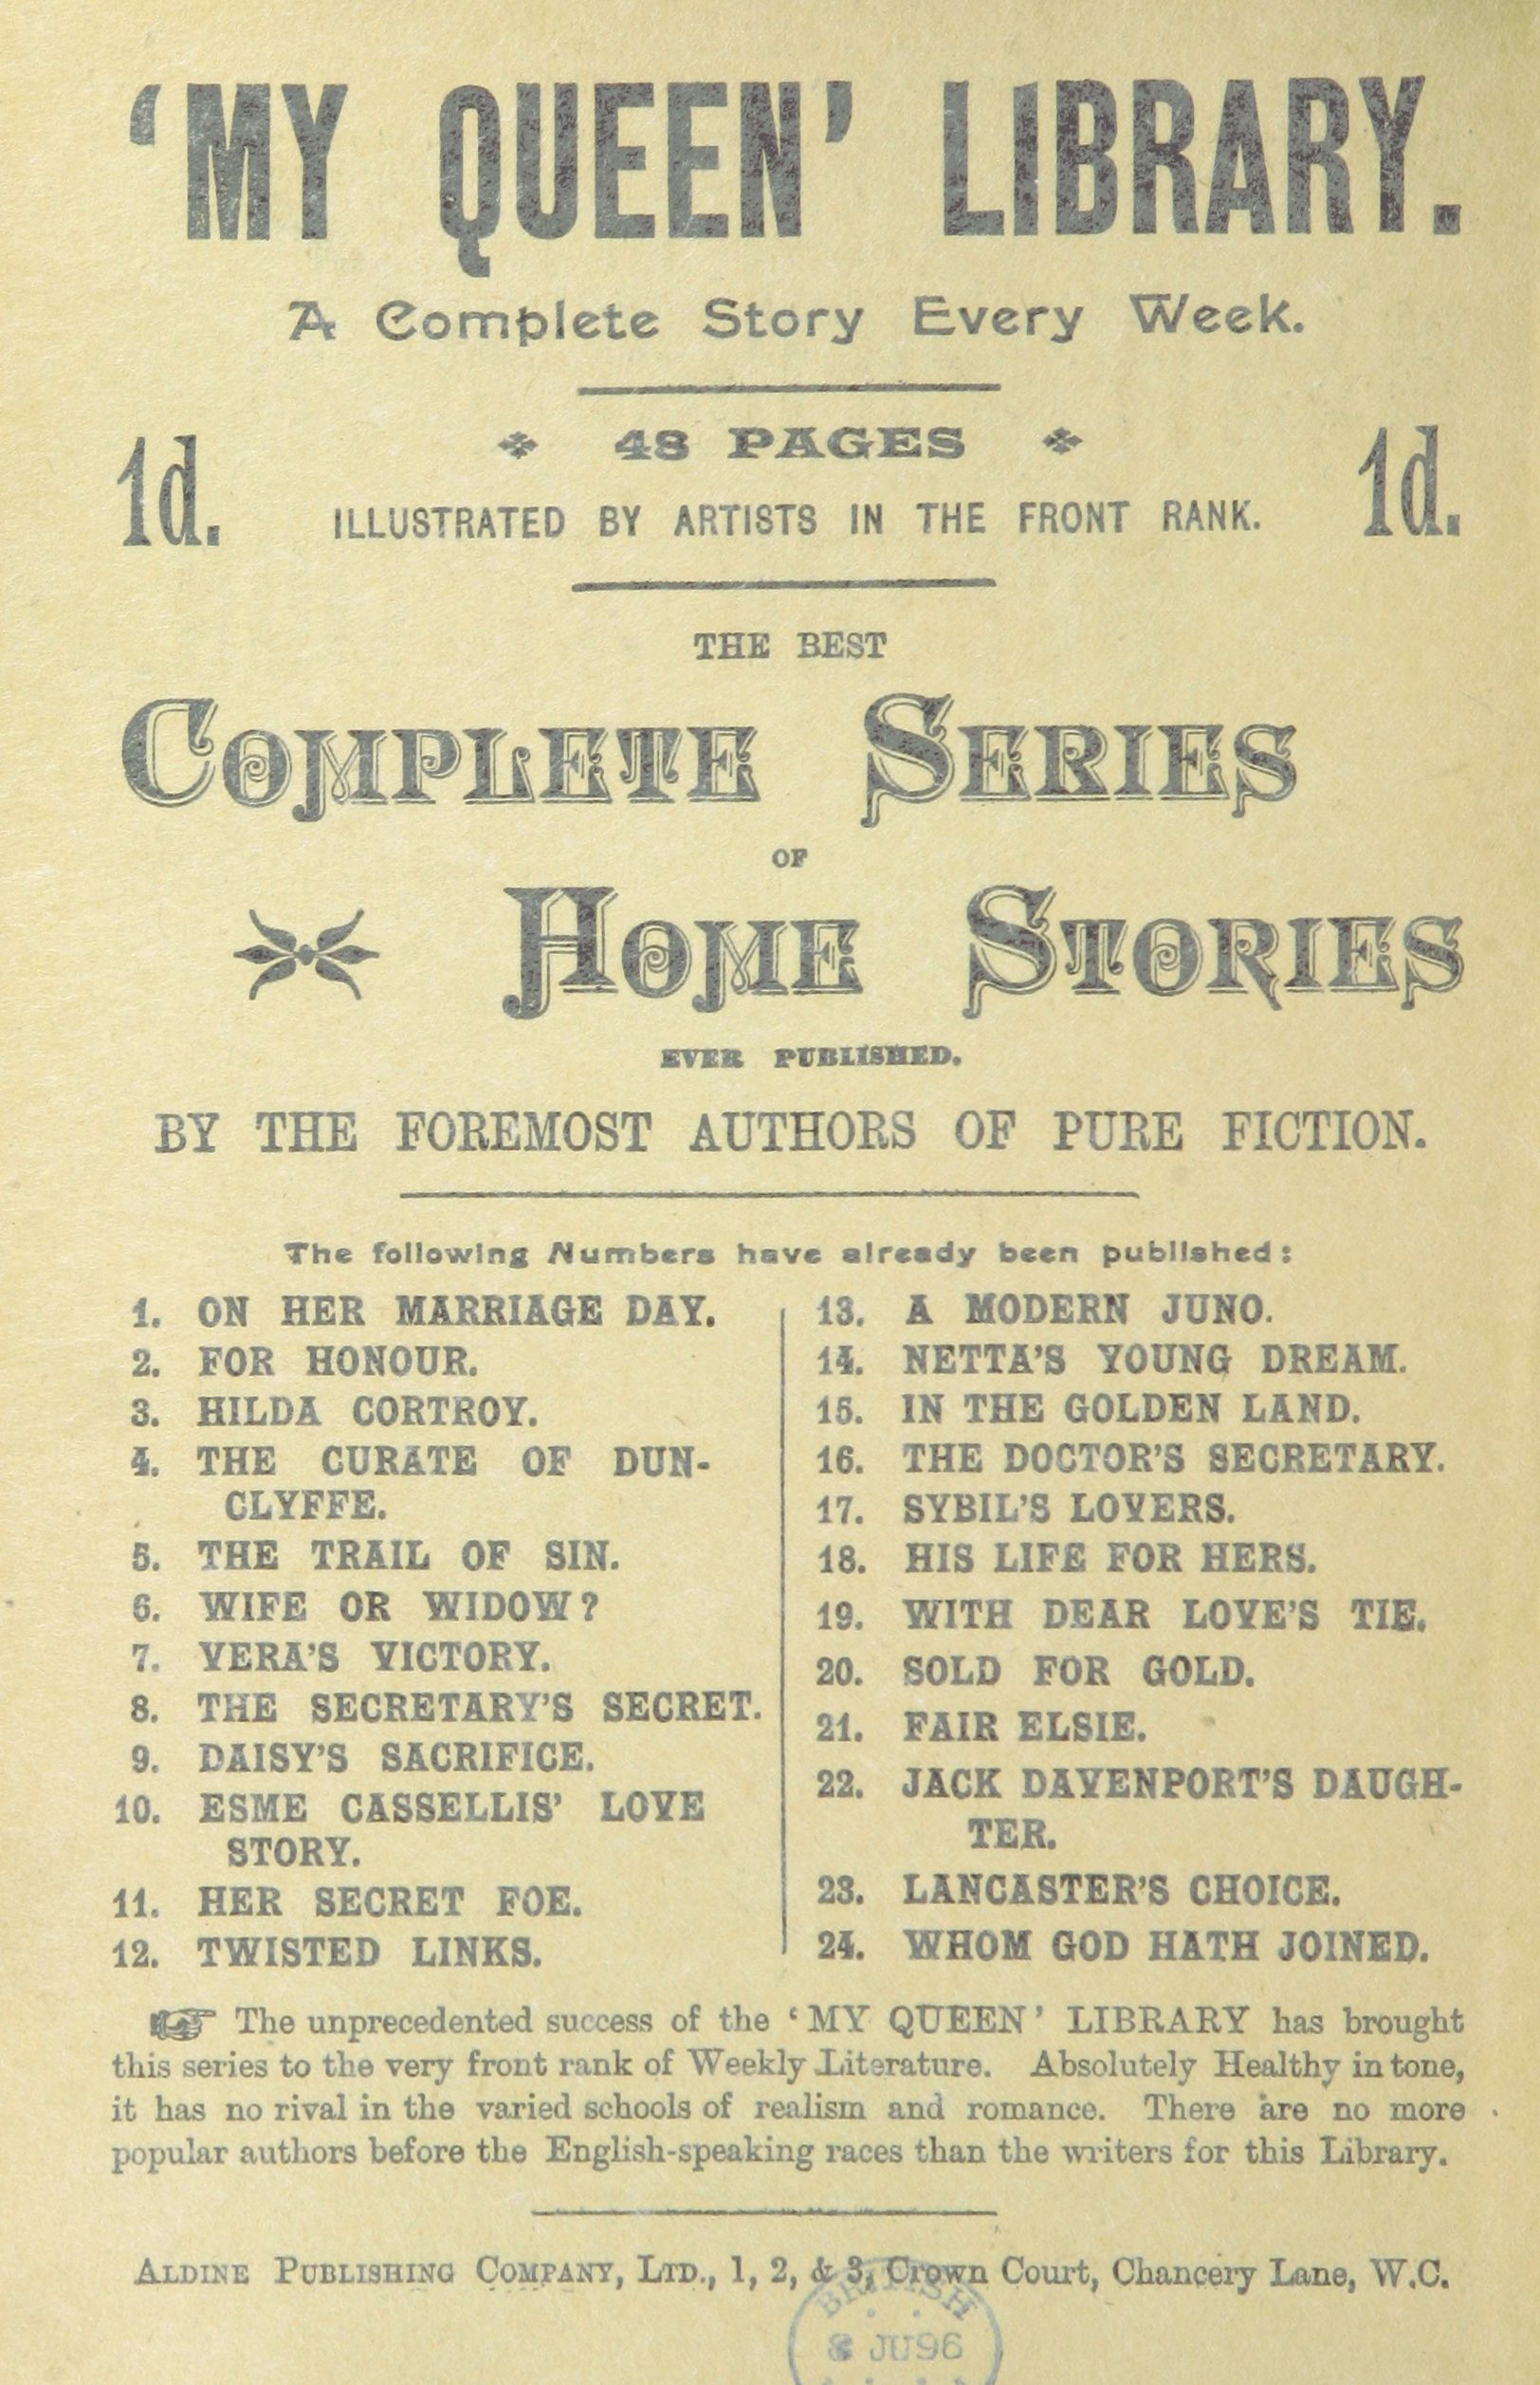 ‘MY QUEEN’ LIBRARY.
A Complete Story Every Week.
48 PAGES
1d.
ILLUSTRATED BY ARTISTS IN THE FRONT RANK.
1d.
THE BEST
COMPLETE SERIES
OF
HOME STORIES
EVER PUBLISHED.
BY THE FOREMOST AUTHORS OF PURE FICTION.
The following Numbers have already been published:
1. ON HER MARRIAGE DAY.
2. FOR HONOUR.
3. HILDA CORTROY.
4. THE CURATE OF DUN-
CLYFFE.
5. THE TRAIL OF SIN.
6. WIFE OR WIDOW?
7. VERA’S VICTORY.
8. THE SECRETARY’S SECRET.
9. DAISY’S SACRIFICE.
10. ESME CASSELLIS’ LOVE
STORY.
11. HER SECRET FOE.
12. TWISTED LINKS.
13. A MODERN JUNO.
14. NETTA’S YOUNG DREAM.
15. IN THE GOLDEN LAND.
16. THE DOCTOR’S SECRETARY.
17. SYBIL’S LOVERS.
18. HIS LIFE FOR HERS.
19. WITH DEAR LOVE’S TIE.
20. SOLD FOR GOLD.
21. FAIR ELSIE.
22. JACK DAVENPORT’S DAUGH-
TER.
23. LANCASTER’S CHOICE.
24. WHOM GOD HATH JOINED.
☞ The unprecedented success of the ‘MY QUEEN’ LIBRARY has brought
this series to the very front rank of Weekly Literature. Absolutely Healthy in tone,
it has no rival in the varied schools of realism and romance. There are no more
popular authors before the English-speaking races than the writers for this Library.
ALDINE PUBLISHING COMPANY, LTD., 1, 2, & 3, Crown Court, Chancery Lane, W.C.
BRITISH
8 JU96